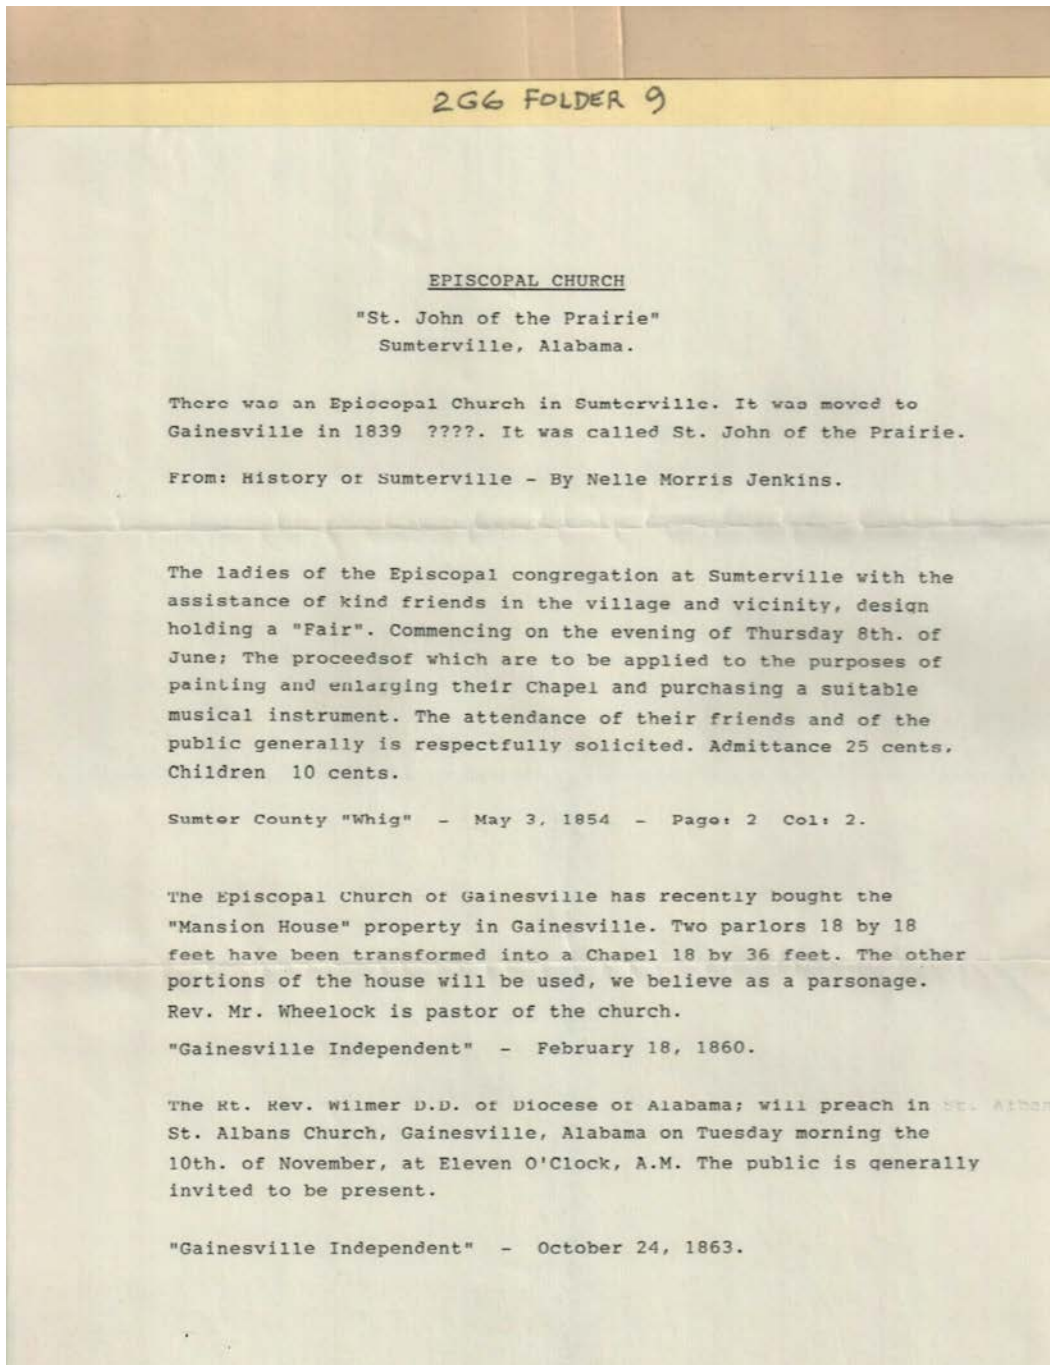 2G6 FOLDER 9
EPISCOPAL CHURCH
"St. John of the Prairie"
Sumterville, Alabama.
There was an Episcopal Church in Sumterville. It was moved to
Gainesville in 1839 ????. It was called St. John of the Prairie.
From: History of Sumterville - By Nelle Morris Jenkins.
The ladies of the Episcopal congregation at Sumterville with the
assistance of kind friends in the village and vicinity, design
holding a "Fair". Commencing on the evening of Thursday 8th. of
June; The proceedsof which are to be applied to the purposes of
painting and enlarging their Chapel and purchasing a suitable
musical instrument. The attendance of their friends and of the
public generally is respectfully solicited. Admittance 25 cents.
Children 10 cents.
Sumter County "Whig" - May 3, 1854 - Page: 2 Col: 2.
The Episcopal Church of Gainesville has recently bought the
"Mansion House" property in Gainesville. Two parlors 18 by 18
feet have been transformed into a Chapel 18 by 36 feet. The other
portions of the house will be used, we believe as a parsonage.
Rev. Mr. Wheelock is pastor of the church.
"Gainesville Independent" - February 18, 1860.
The Rt. Rev. Wilmer D.D. of Diocese of Alabama; will preach in
St. Albans Church, Gainesville, Alabama on Tuesday morning the
10th. of November, at Eleven O'Clock, A.M. The public is generally
invited to be present.
"Gainesville Independent" - October 24, 1863.